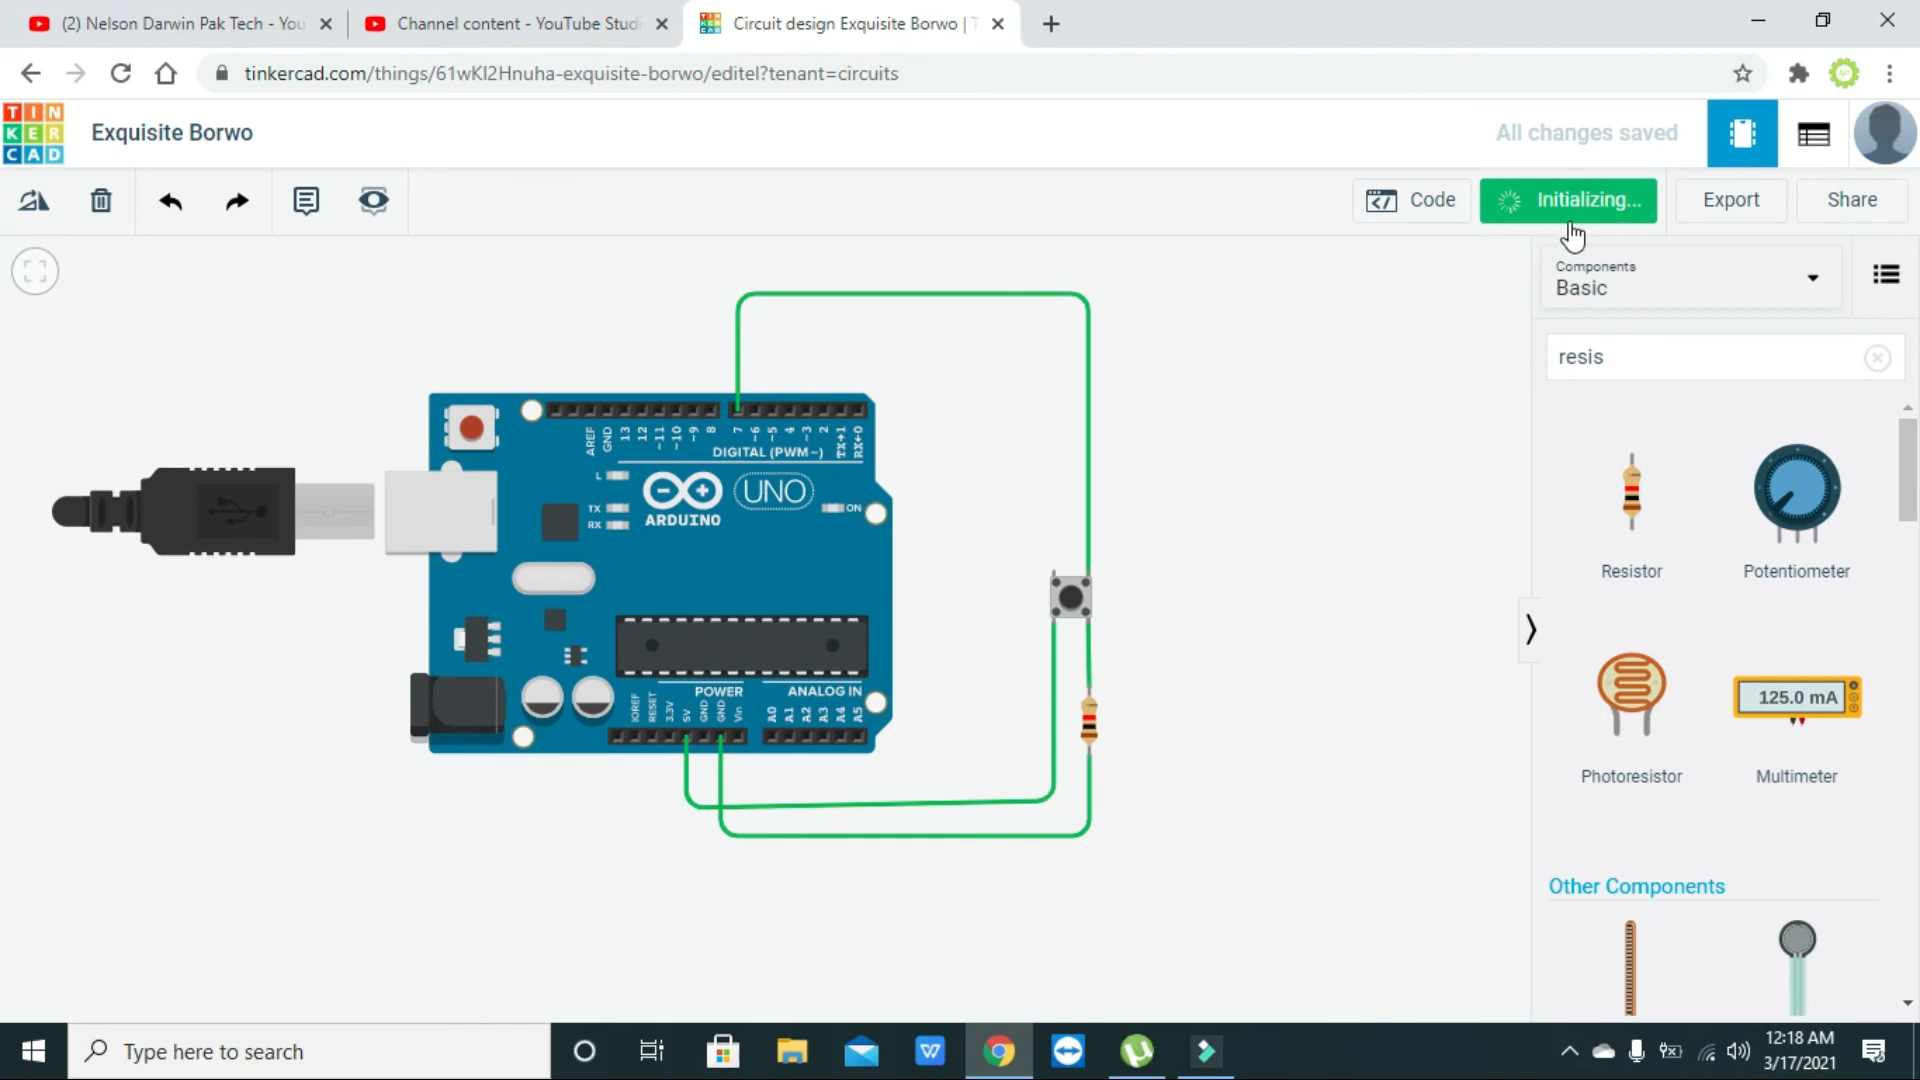 (2) Nelson Darwin Pak Tech - You
Channel content - YouTube Studi
Circuit design Exquisite Borwo | T
tinkercad.com/things/61wKI2Hnuha-exquisite-borwo/editel?tenant=circuits
TIN
KER
CAD
Exquisite Borwo
All changes saved
Code
Initializing...
Export
Share
Components
Basic
resis
Resistor
Potentiometer
Photoresistor
125.0 mA
Multimeter
Other Components
AREF
GND
13
12
~11
~10
~9
8
7
~6
~5
4
~3
2
TX→1
RX←0
DIGITAL (PWM~)
L
TX
RX
ARDUINO
UNO
ON
POWER
ANALOG IN
IOREF
RESET
3.3V
5V
GND
GND
Vin
A0
A1
A2
A3
A4
A5
Type here to search
12:18 AM
3/17/2021